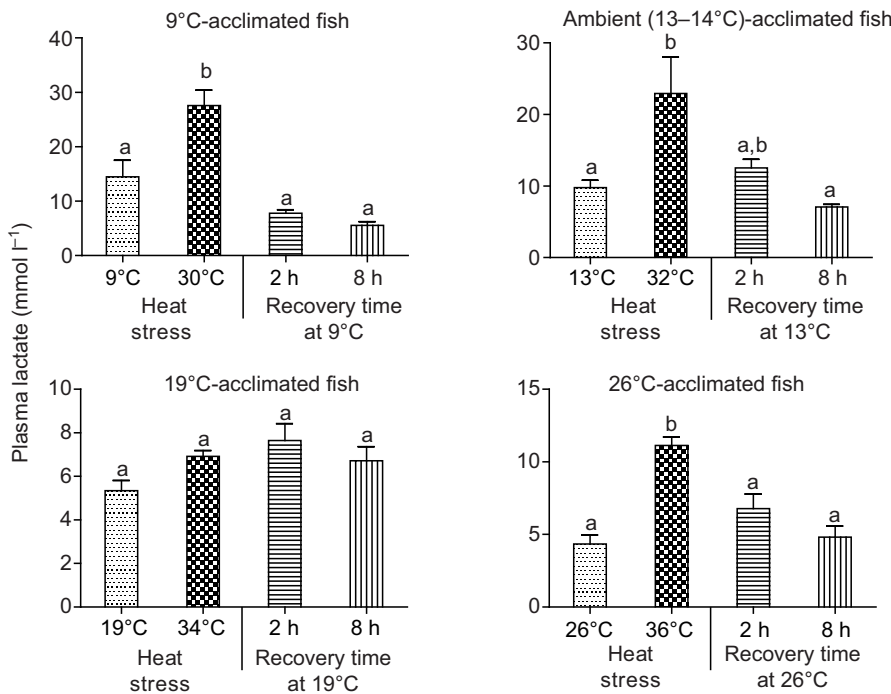 Plasma lactate (mmol l⁻¹)
9°C-acclimated fish
40
30
20
10
0
a
b
a
a
9°C
30°C
2 h
8 h
Heat
stress
Recovery time
at 9°C
Ambient (13–14°C)-acclimated fish
30
20
10
0
a
b
a,b
a
13°C
32°C
2 h
8 h
Heat
stress
Recovery time
at 13°C
19°C-acclimated fish
10
8
6
4
2
0
a
a
a
a
19°C
34°C
2 h
8 h
Heat
stress
Recovery time
at 19°C
26°C-acclimated fish
15
10
5
0
a
b
a
a
26°C
36°C
2 h
8 h
Heat
stress
Recovery time
at 26°C